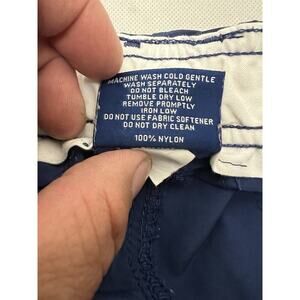 MACHINE WASH COLD GENTLE
WASH SEPARATELY
DO NOT BLEACH
TUMBLE DRY LOW
REMOVE PROMPTLY
IRON LOW
DO NOT USE FABRIC SOFTENER
DO NOT DRY CLEAN
100% NYLON